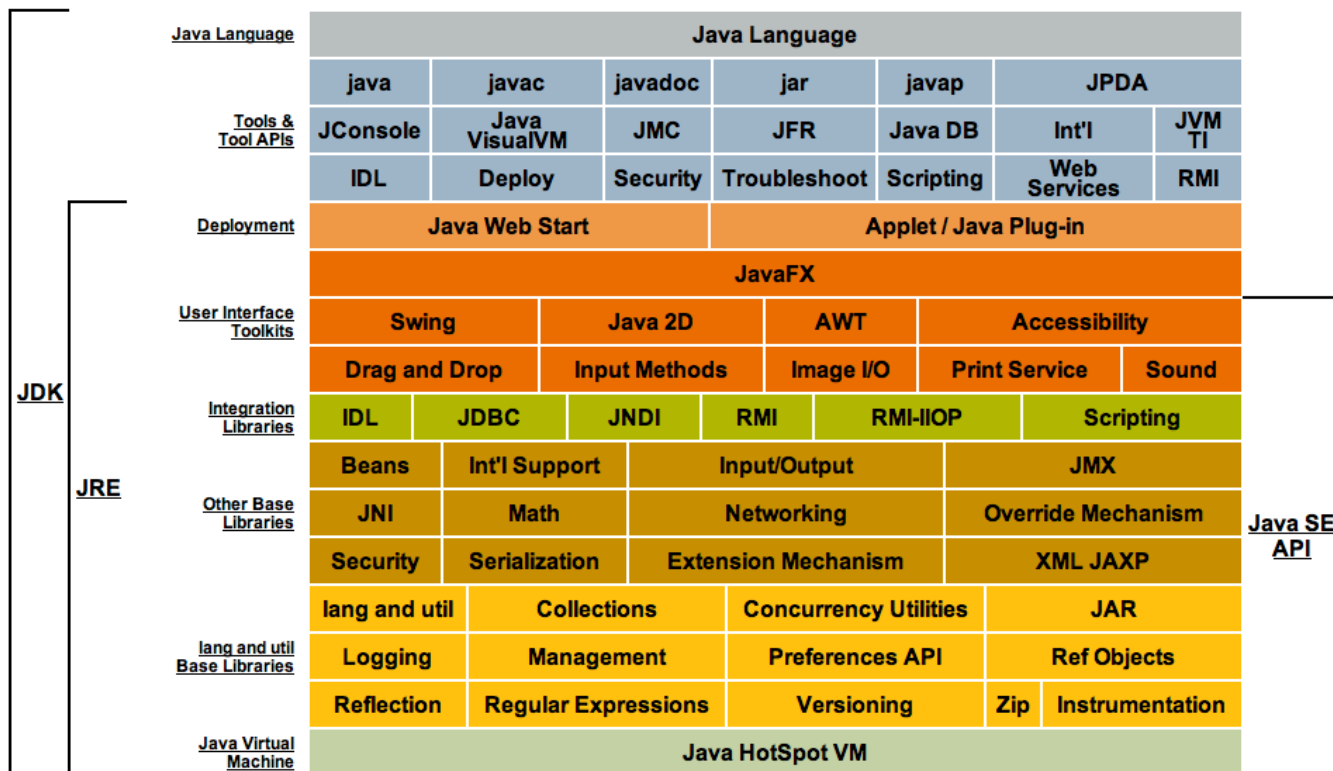 Java Language
Java Language
java javac javadoc jar javap JPDA
Tools &
Tool APIs
JConsole Java VisualVM JMC JFR Java DB Int'l JVM TI
IDL Deploy Security Troubleshoot Scripting Web Services RMI
Deployment
Java Web Start Applet / Java Plug-in
JavaFX
User Interface
Toolkits
Swing Java 2D AWT Accessibility
Drag and Drop Input Methods Image I/O Print Service Sound
JDK
Integration
Libraries
IDL JDBC JNDI RMI RMI-IIOP Scripting
Beans Int'l Support Input/Output JMX
JRE
Other Base
Libraries
JNI Math Networking Override Mechanism
Java SE
API
Security Serialization Extension Mechanism XML JAXP
lang and util Collections Concurrency Utilities JAR
lang and util
Base Libraries
Logging Management Preferences API Ref Objects
Reflection Regular Expressions Versioning Zip Instrumentation
Java Virtual
Machine
Java HotSpot VM